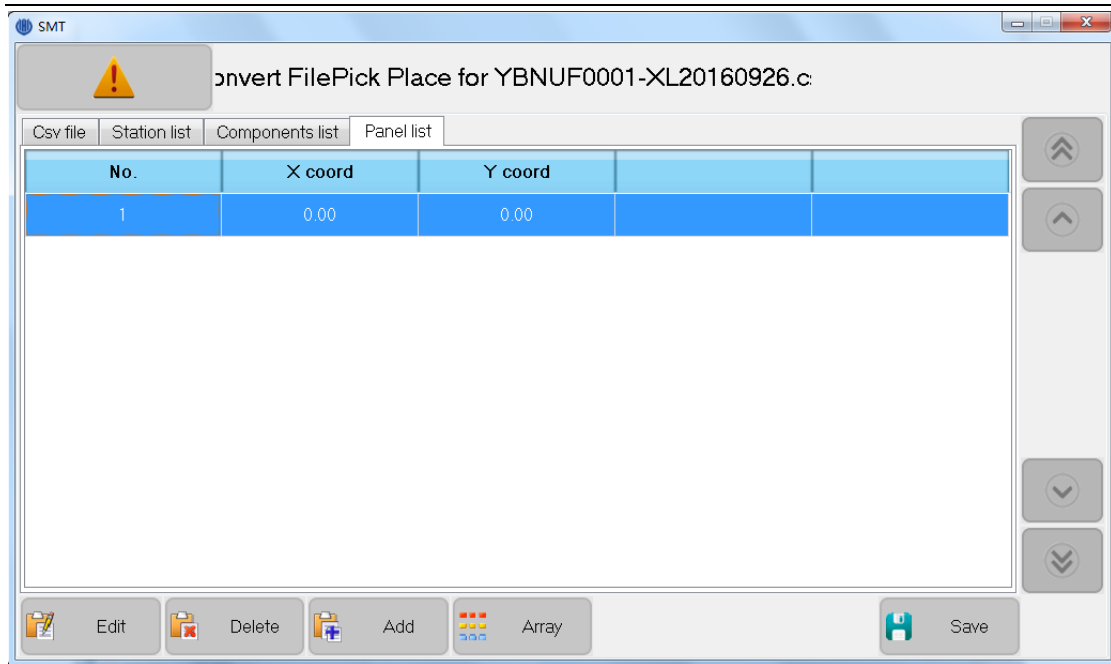 SMT
onvert FilePick Place for YBNUF0001-XL20160926.c
Csv file Station list Components list Panel list
No. X coord Y coord
1 0.00 0.00
Edit Delete Add Array Save